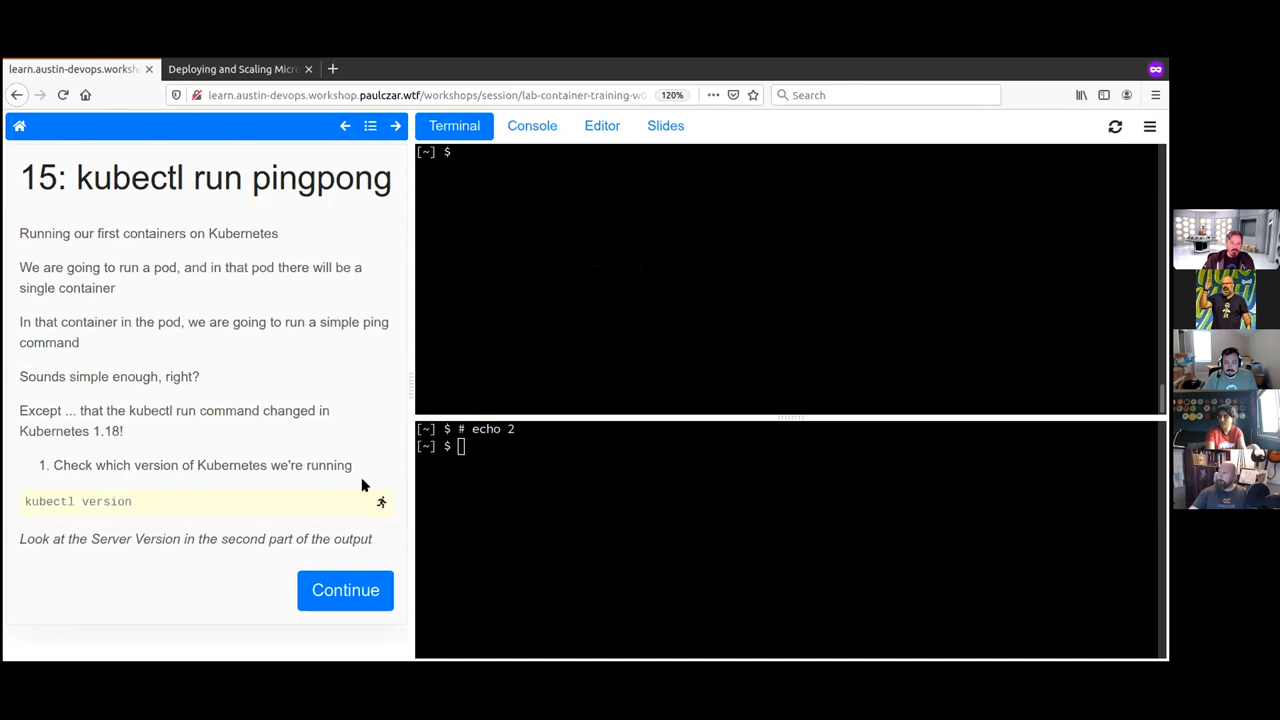 learn.austin-devops.worksh
Deploying and Scaling Micr
learn.austin-devops.workshop.paulczar.wtf/workshops/session/lab-container-training-w
120%
Search
Terminal
Console
Editor
Slides
15: kubectl run pingpong
Running our first containers on Kubernetes
We are going to run a pod, and in that pod there will be a
single container
In that container in the pod, we are going to run a simple ping
command
Sounds simple enough, right?
Except ... that the kubectl run command changed in
Kubernetes 1.18!
1. Check which version of Kubernetes we're running
kubectl version
Look at the Server Version in the second part of the output
Continue
[~] $
[~] $ # echo 2
[~] $